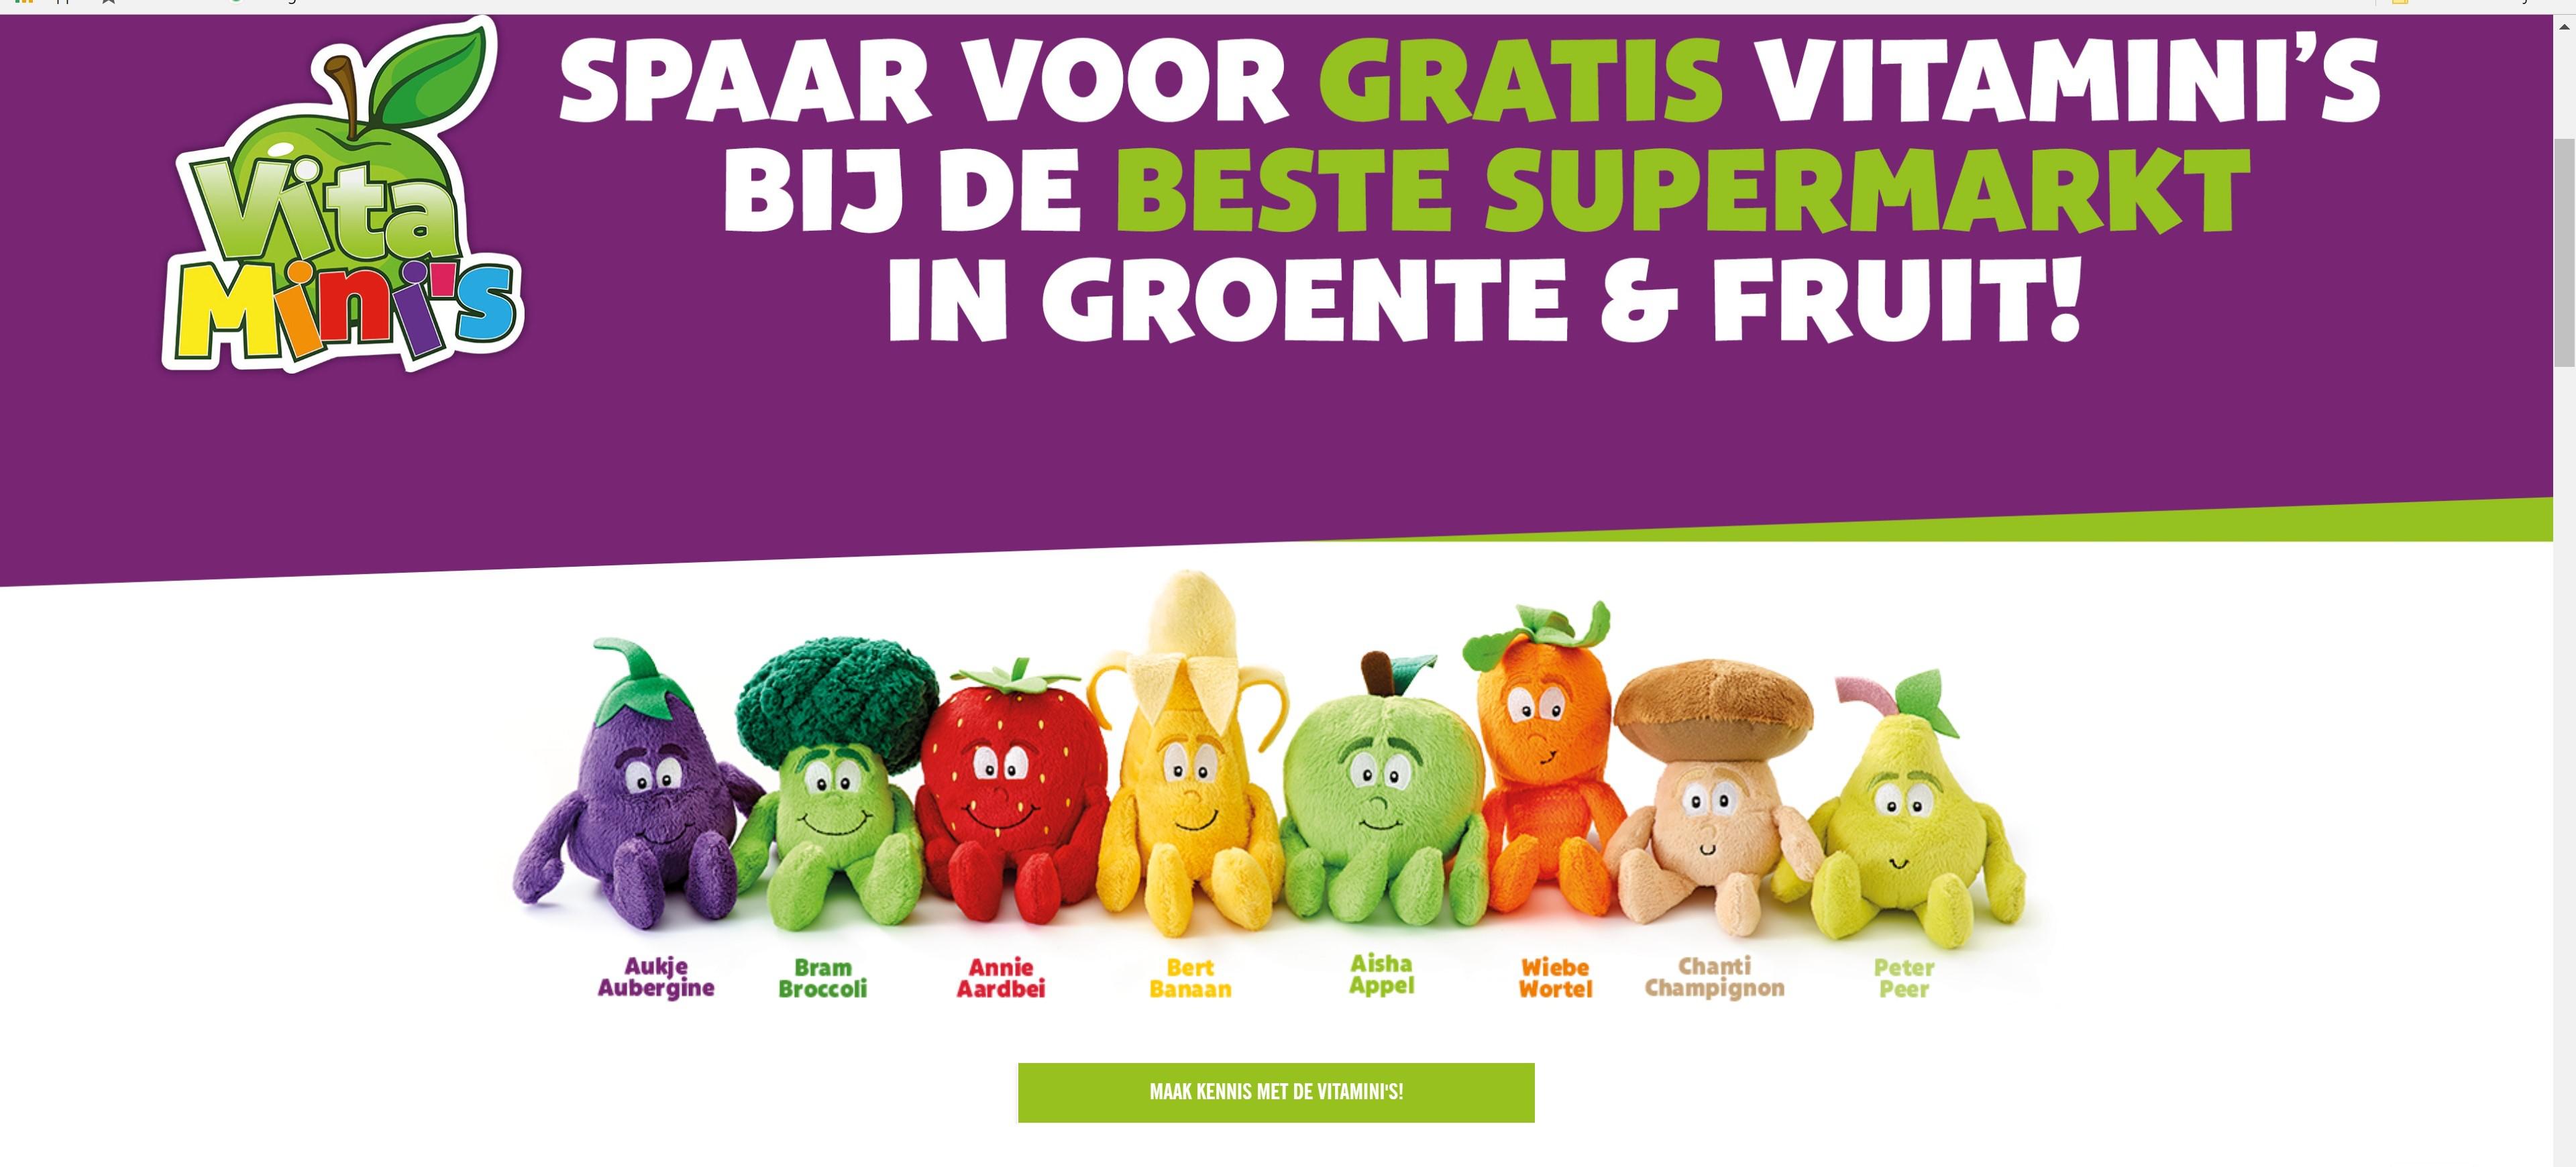 Vita
Mini's
SPAAR VOOR GRATIS VITAMINI'S
BIJ DE BESTE SUPERMARKT
IN GROENTE & FRUIT!
Aukje
Aubergine
Bram
Broccoli
Annie
Aardbei
Bert
Banaan
Aisha
Appel
Wiebe
Wortel
Chanti
Champignon
Peter
Peer
MAAK KENNIS MET DE VITAMINI'S!